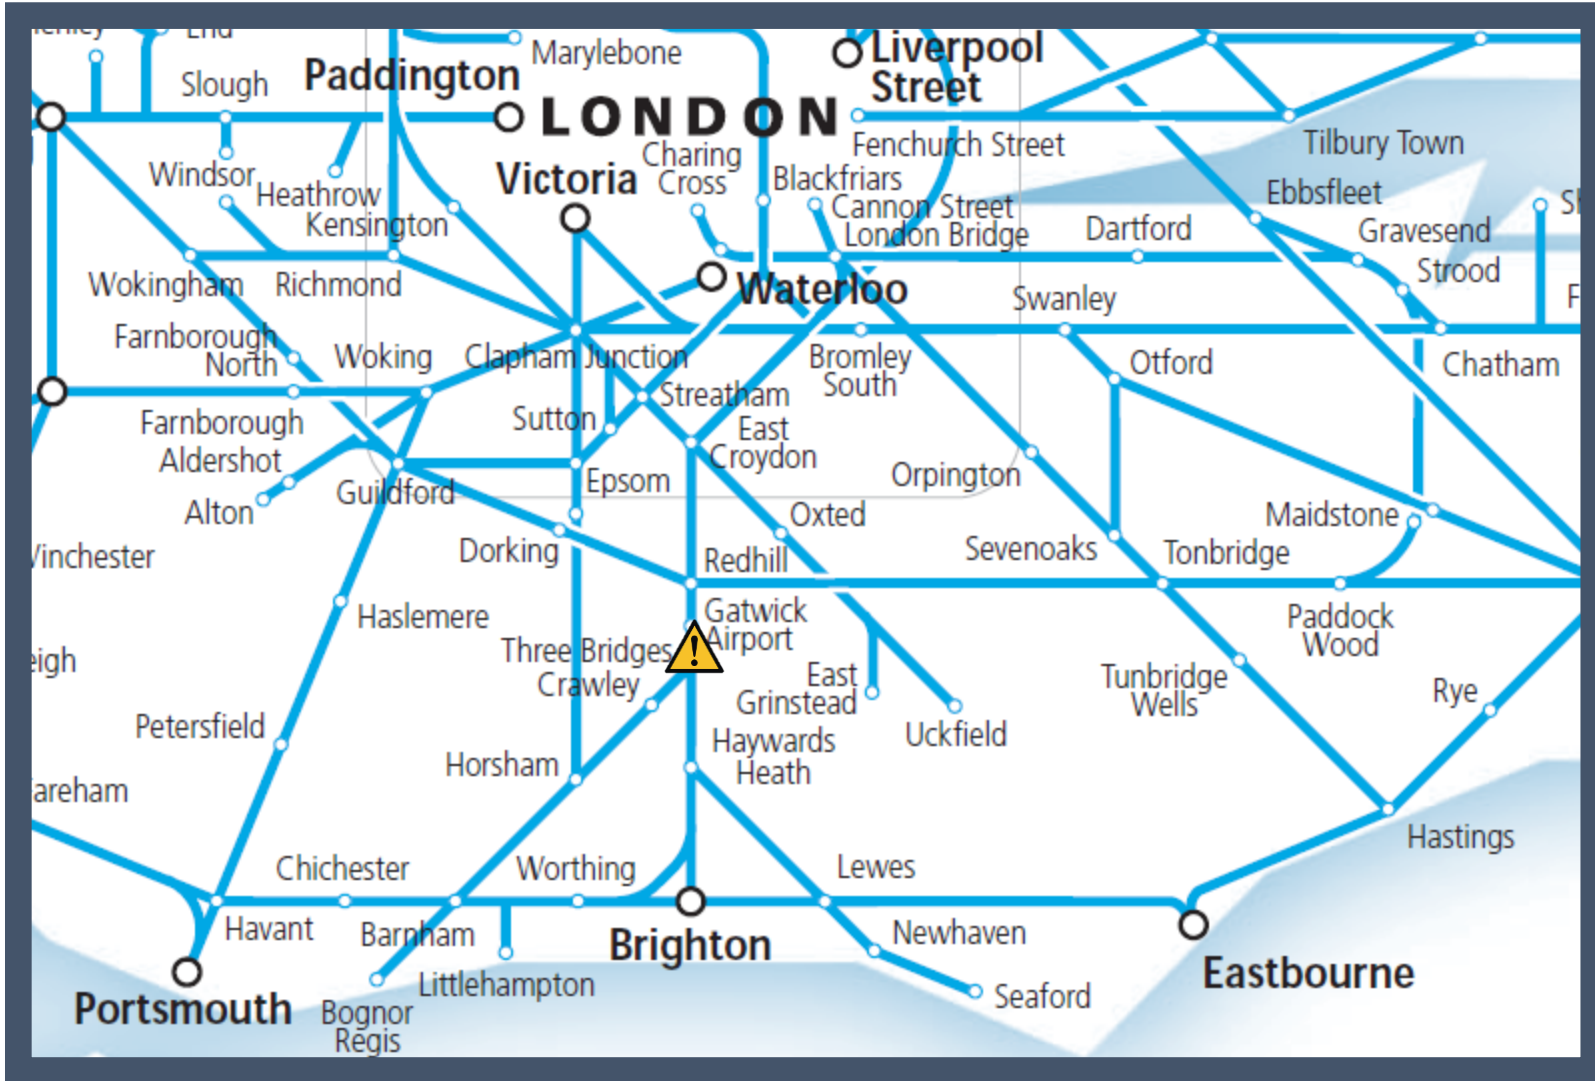 End
Marylebone
Liverpool
Street
Paddington
Slough
LONDON
Fenchurch Street
Tilbury Town
Charing
Cross
Victoria
Windsor
Heathrow
Blackfriars
Ebbsfleet
Kensington
Cannon Street
London Bridge
Dartford
Gravesend
Strood
Wokingham
Richmond
Waterloo
Swanley
Farnborough
North
Woking
Clapham Junction
Bromley
South
Otford
Chatham
Streatham
Sutton
Farnborough
East
Croydon
Aldershot
Epsom
Orpington
Guildford
Alton
Oxted
Maidstone
Dorking
Sevenoaks
Tonbridge
Redhill
Haslemere
Gatwick
Airport
Paddock
Wood
Three Bridges
Crawley
East
Grinstead
Tunbridge
Wells
Rye
Petersfield
Uckfield
Haywards
Heath
Horsham
Hastings
Chichester
Worthing
Lewes
Havant
Barnham
Brighton
Newhaven
Eastbourne
Littlehampton
Seaford
Portsmouth
Bognor
Regis